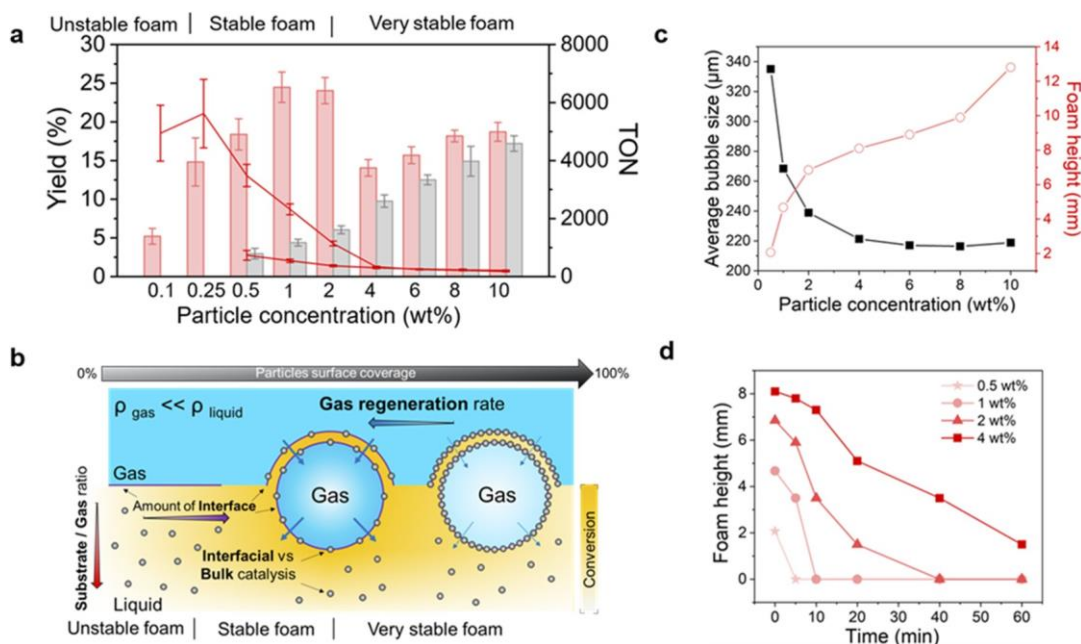 a
Unstable foam | Stable foam | Very stable foam
Yield (%)
30
25
20
15
10
5
0
8000
6000
4000
2000
0
TON
0.1 0.25 0.5 1 2 4 6 8 10
Particle concentration (wt%)
b
0% Particles surface coverage 100%
ρ gas << ρ liquid
Gas regeneration rate
Gas
Gas
Gas
Amount of Interface
Interfacial vs
Bulk catalysis
Substrate / Gas ratio
Liquid
Conversion
Unstable foam | Stable foam | Very stable foam
c
Average bubble size (μm)
340
320
300
280
260
240
220
200
14
12
10
8
6
4
2
Foam height (mm)
0 2 4 6 8 10
Particle concentration (wt%)
d
Foam height (mm)
8
6
4
2
0
0.5 wt%
1 wt%
2 wt%
4 wt%
0 10 20 30 40 50 60
Time (min)